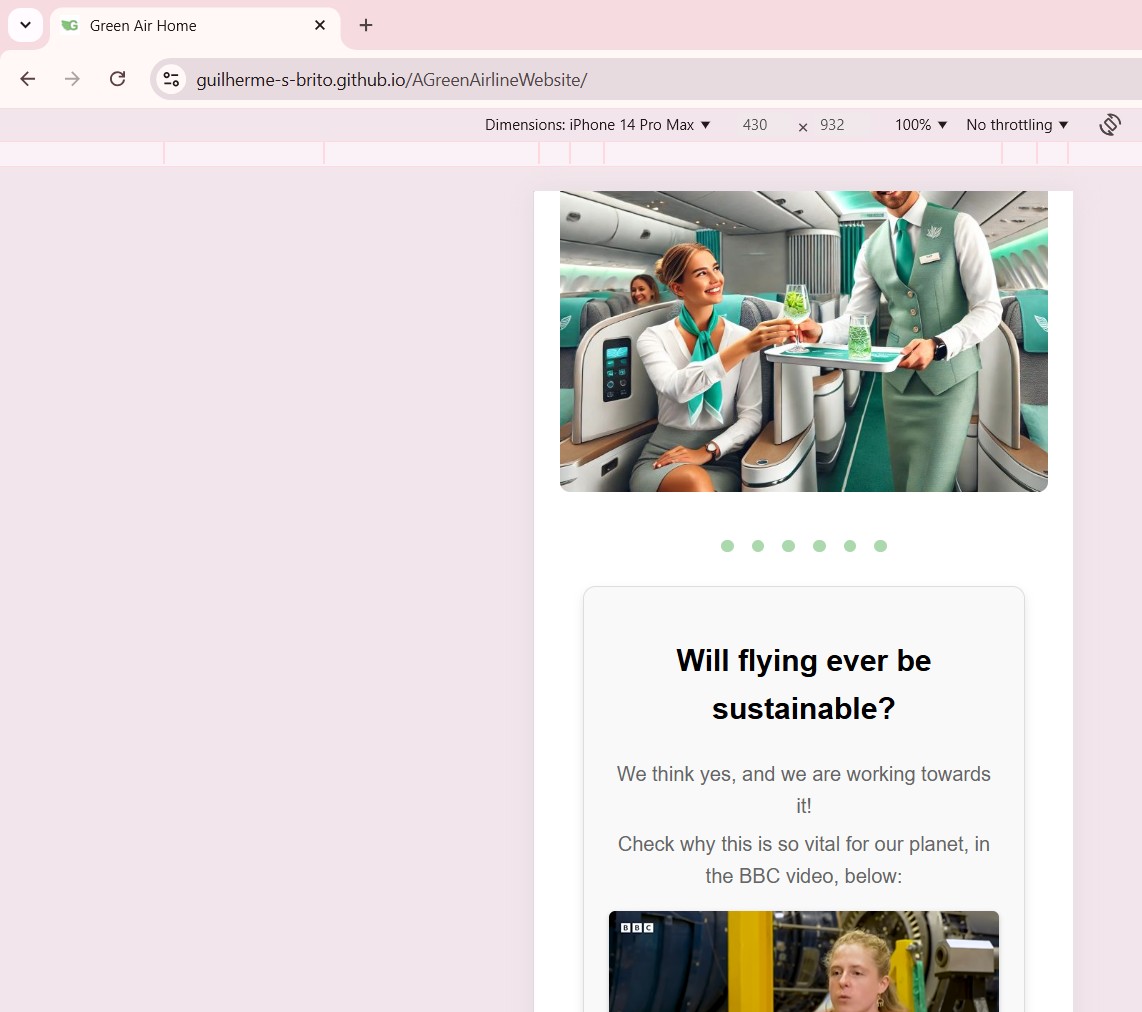 Green Air Home
guilherme-s-brito.github.io/AGreenAirlineWebsite/
Dimensions: iPhone 14 Pro Max ▼ 430 × 932 100% ▼ No throttling ▼
Will flying ever be
sustainable?
We think yes, and we are working towards
it!
Check why this is so vital for our planet, in
the BBC video, below:
BBC